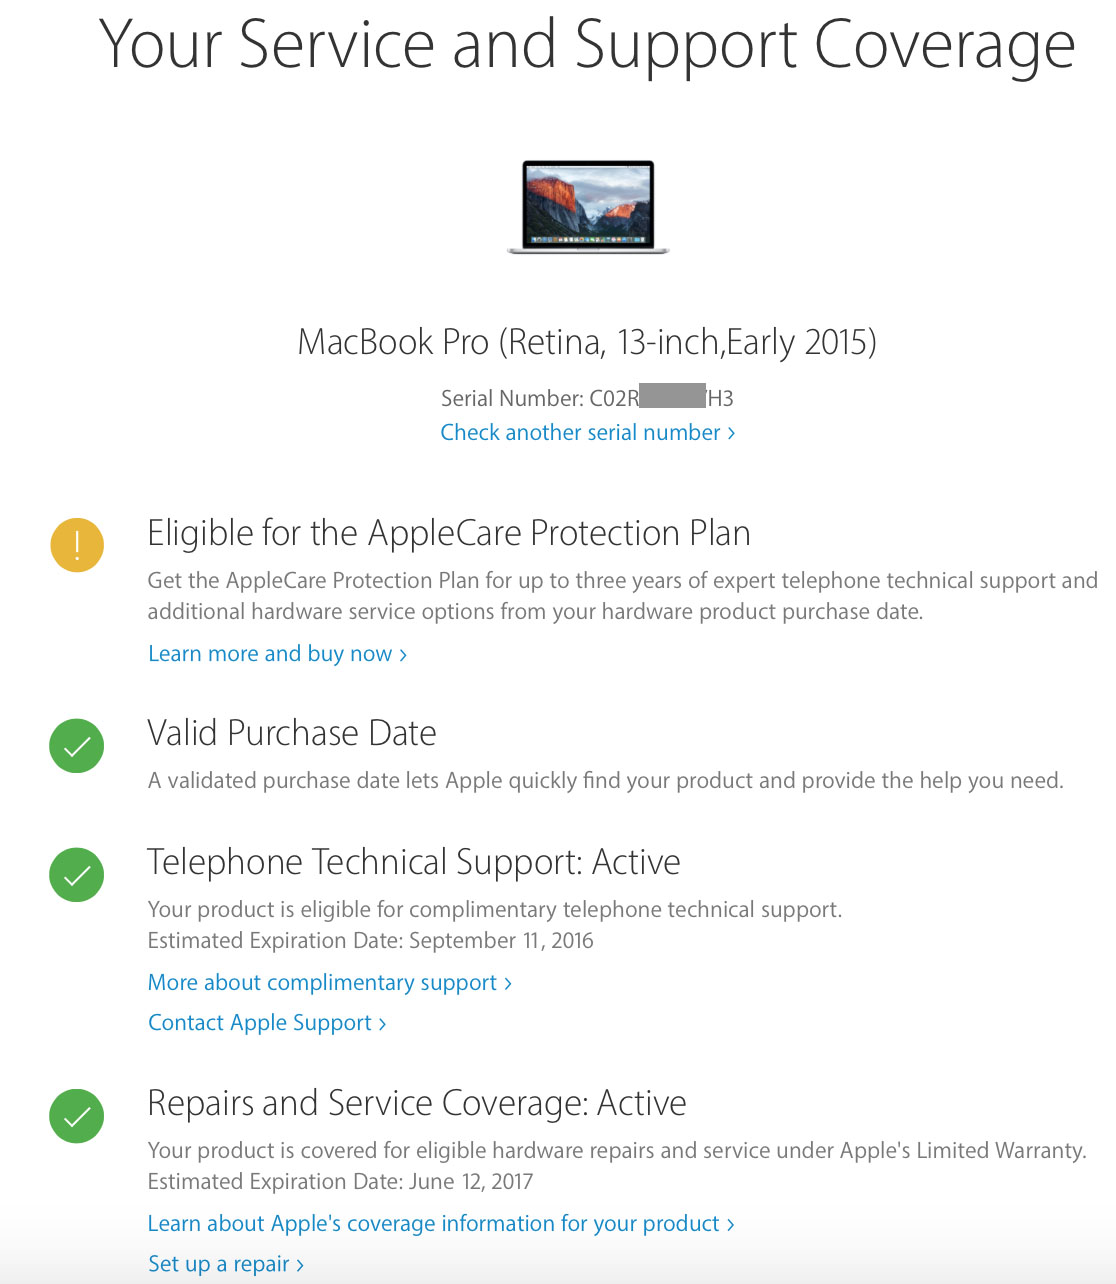 Your Service and Support Coverage
MacBook Pro (Retina, 13-inch,Early 2015)
Serial Number: C02R H3
Check another serial number >
!
Eligible for the AppleCare Protection Plan
Get the AppleCare Protection Plan for up to three years of expert telephone technical support and
additional hardware service options from your hardware product purchase date.
Learn more and buy now >
Valid Purchase Date
A validated purchase date lets Apple quickly find your product and provide the help you need.
Telephone Technical Support: Active
Your product is eligible for complimentary telephone technical support.
Estimated Expiration Date: September 11, 2016
More about complimentary support >
Contact Apple Support >
Repairs and Service Coverage: Active
Your product is covered for eligible hardware repairs and service under Apple's Limited Warranty.
Estimated Expiration Date: June 12, 2017
Learn about Apple's coverage information for your product >
Set up a repair >